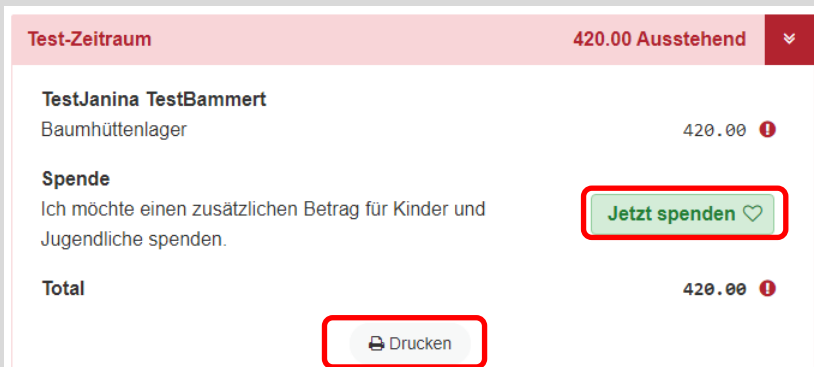 Test-Zeitraum 420.00 Ausstehend
TestJanina TestBammert
Baumhüttenlager 420.00
Spende
Ich möchte einen zusätzlichen Betrag für Kinder und
Jugendliche spenden.
Jetzt spenden
Total 420.00
Drucken